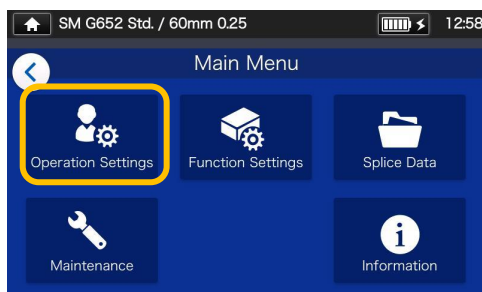 SM G652 Std. / 60mm 0.25 12:58
Main Menu
Operation Settings Function Settings Splice Data
Maintenance Information